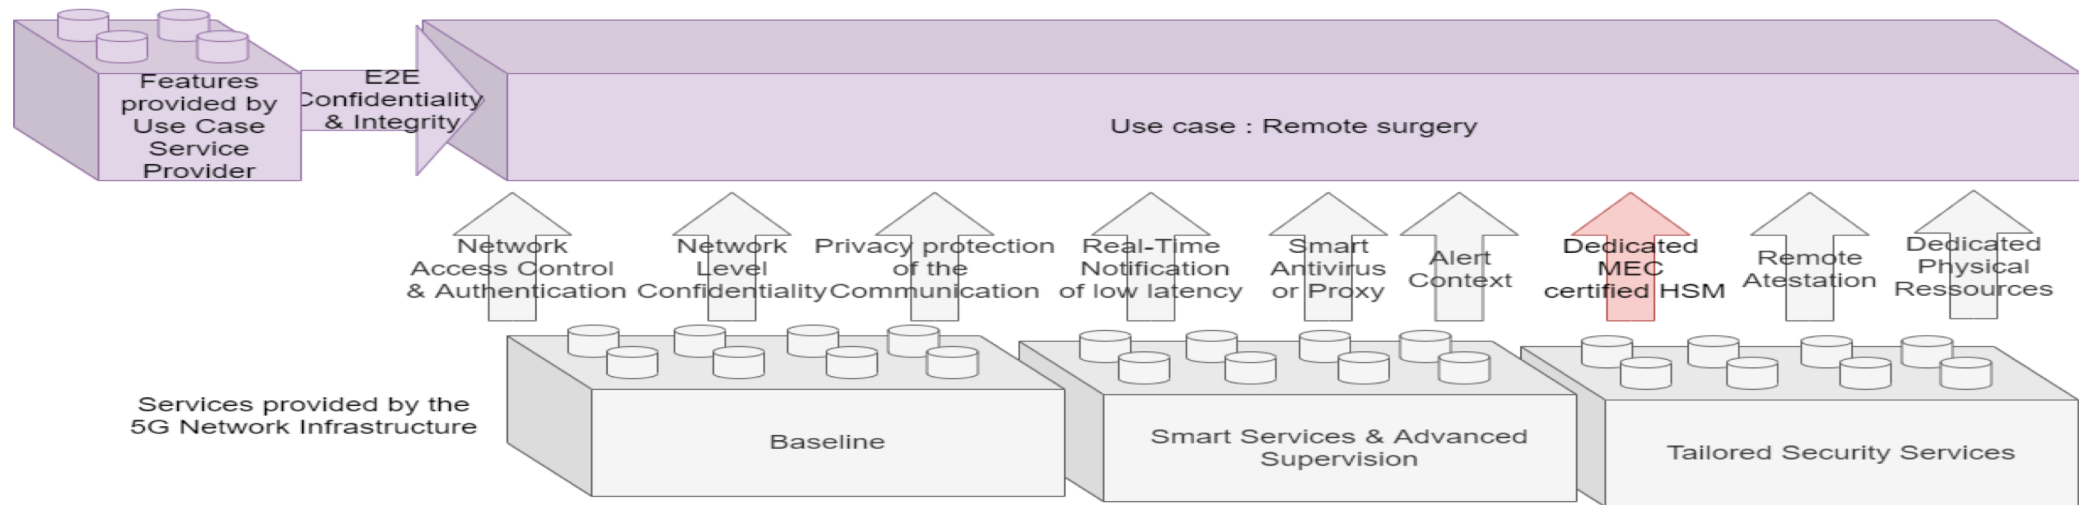 Features
provided by
Use Case
Service
Provider
E2E
Confidentiality
& Integrity
Use case : Remote surgery
Network
Access Control
& Authentication
Network
Level
Confidentiality
Privacy protection
of the
Communication
Real-Time
Notification
of low latency
Smart
Antivirus
or Proxy
Alert
Context
Dedicated
MEC
certified HSM
Remote
Atestation
Dedicated
Physical
Ressources
Services provided by the
5G Network Infrastructure
Baseline
Smart Services & Advanced
Supervision
Tailored Security Services